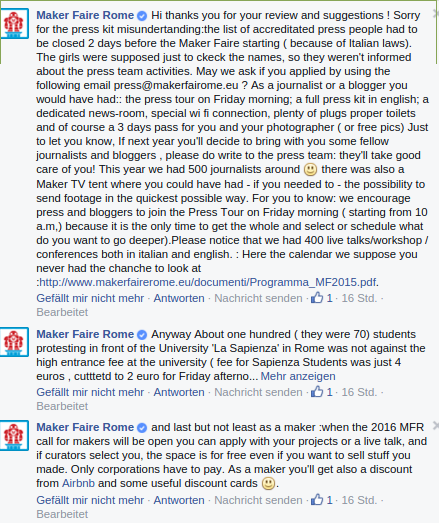 Maker Faire Rome Hi thanks you for your review and suggestions ! Sorry
for the press kit misundertanding:the list of accreditated press people had to
be closed 2 days before the Maker Faire starting ( because of Italian laws).
The girls were supposed just to ckeck the names, so they weren't informed
about the press team activities. May we ask if you applied by using the
following email press@makerfairome.eu ? As a journalist or a blogger you
would have had:: the press tour on Friday morning; a full press kit in english; a
dedicated news-room, special wi fi connection, plenty of plugs proper toilets
and of course a 3 days pass for you and your photographer ( or free pics) Just
to let you know, If next year you'll decide to bring with you some fellow
journalists and bloggers , please do write to the press team: they'll take good
care of you! This year we had 500 journalists around there was also a
Maker TV tent where you could have had - if you needed to - the possibility to
send footage in the quickest possible way. For you to know: we encourage
press and bloggers to join the Press Tour on Friday morning ( starting from 10
a.m,) because it is the only time to get the whole and select or schedule what
do you want to go deeper).Please notice that we had 400 live talks/workshop /
conferences both in italian and english. : Here the calendar we suppose you
never had the chanche to look at
:http://www.makerfairerome.eu/documenti/Programma_MF2015.pdf.
Gefällt mir nicht mehr · Antworten · Nachricht senden · 1 · 16 Std. ·
Bearbeitet
Maker Faire Rome Anyway About one hundred ( they were 70) students
protesting in front of the University 'La Sapienza' in Rome was not against the
high entrance fee at the university ( fee for Sapienza Students was just 4
euros , cutttetd to 2 euro for Friday afterno... Mehr anzeigen
Gefällt mir nicht mehr · Antworten · Nachricht senden · 1 · 16 Std. ·
Bearbeitet
Maker Faire Rome and last but not least as a maker :when the 2016 MFR
call for makers will be open you can apply with your projects or a live talk, and
if curators select you, the space is for free even if you want to sell stuff you
made. Only corporations have to pay. As a maker you'll get also a discount
from Airbnb and some useful discount cards .
Gefällt mir nicht mehr · Antworten · Nachricht senden · 1 · 16 Std. ·
Bearbeitet